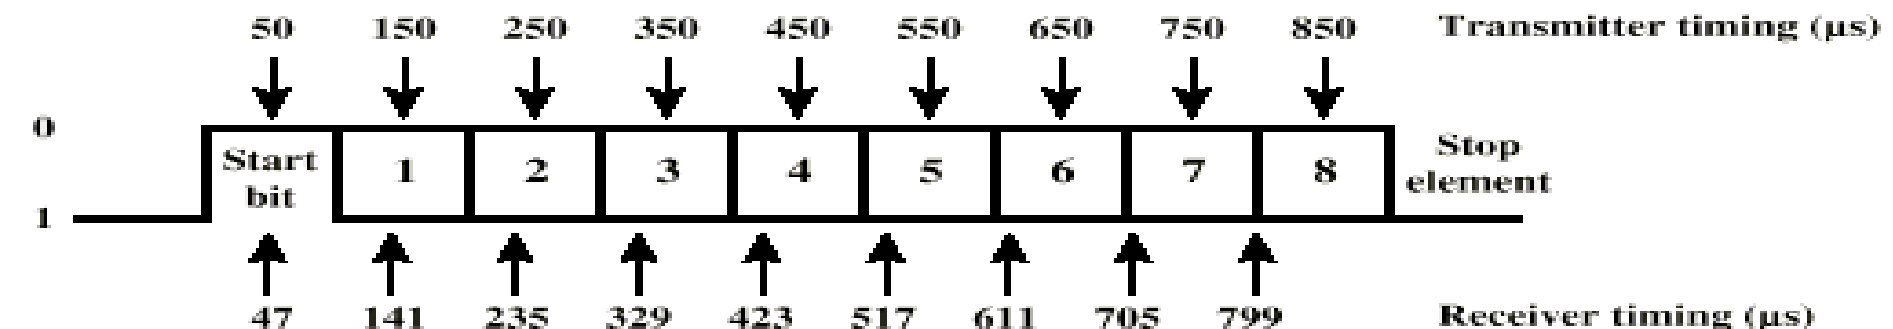 50 150 250 350 450 550 650 750 850 Transmitter timing (μs)
0
Start bit 1 2 3 4 5 6 7 8 Stop element
1
47 141 235 329 423 517 611 705 799 Receiver timing (μs)